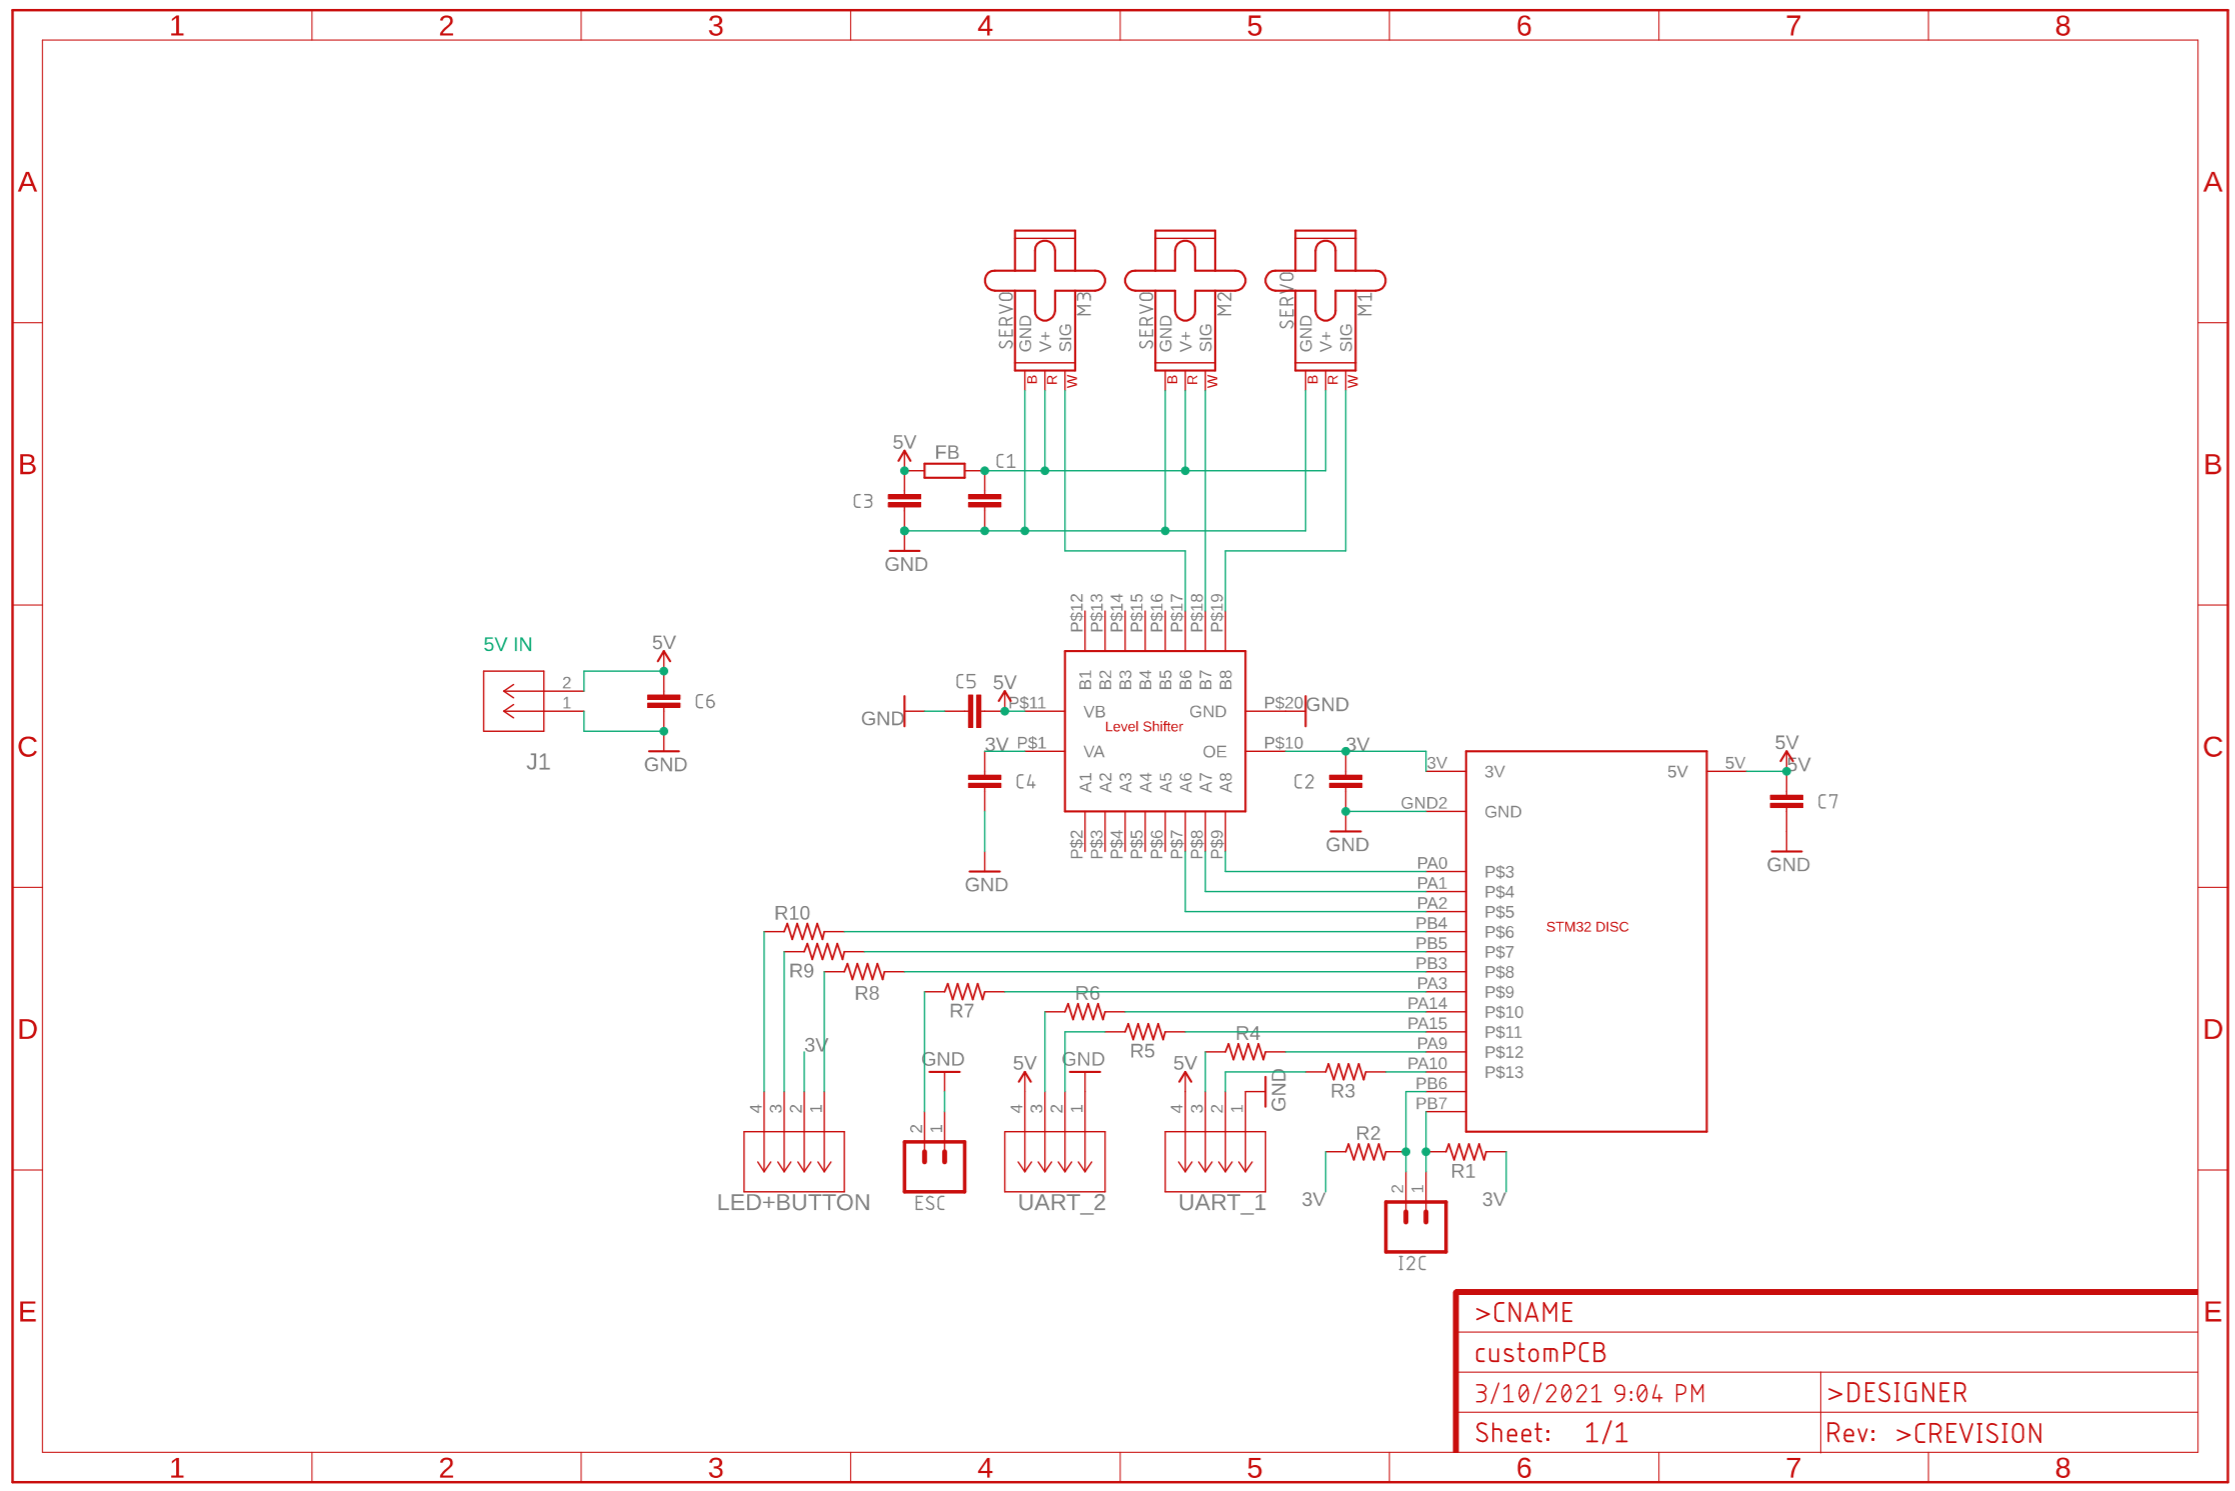 1 2 3 4 5 6 7 8
A A
SERVO GND V+ SIG M3
SERVO GND V+ SIG M2
SERVO GND V+ SIG M1
B R W B R W B R W
B B
5V FB C1
C3
GND
P$12 P$13 P$14 P$15 P$16 P$17 P$18 P$19
5V IN 5V
2
1
C6
J1 GND
B1 B2 B3 B4 B5 B6 B7 B8
GND C5 5V P$11 VB GND P$20 GND
Level Shifter
3V P$1 VA OE P$10 3V
C C
C4 A1 A2 A3 A4 A5 A6 A7 A8 C2
P$2 P$3 P$4 P$5 P$6 P$7 P$8 P$9
GND
GND
5V
3V 3V 5V 5V 5V
GND2 GND C7
GND
PA0 P$3
PA1 P$4
PA2 P$5
PB4 P$6
PB5 P$7
PB3 P$8
PA3 P$9
PA14 P$10
PA15 P$11
PA9 P$12
PA10 P$13
PB6
PB7
STM32 DISC
R10
R9
R8
R7
R6
R5
R4
R3
D D
3V GND 5V GND 5V GND
4 3 2 1 2 1 4 3 2 1 4 3 2 1
LED+BUTTON ESC UART_2 UART_1
R2 R1
3V 2 1 3V
I2C
E E
>CNAME
customPCB
3/10/2021 9:04 PM >DESIGNER
Sheet: 1/1 Rev: >CREVISION
1 2 3 4 5 6 7 8